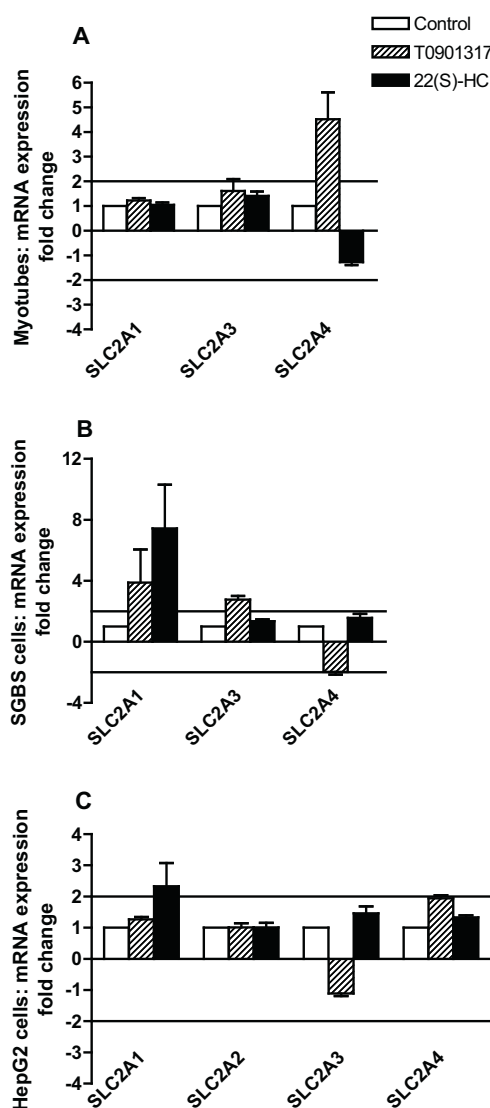 Control
T0901317
22(S)-HC
A
Myotubes: mRNA expression
fold change
6
5
4
3
2
1
0
-1
-2
-3
-4
SLC2A1
SLC2A3
SLC2A4
B
SGBS cells: mRNA expression
fold change
12
8
4
0
-4
SLC2A1
SLC2A3
SLC2A4
C
HepG2 cells: mRNA expression
fold change
4
3
2
1
0
-1
-2
-3
-4
SLC2A1
SLC2A2
SLC2A3
SLC2A4